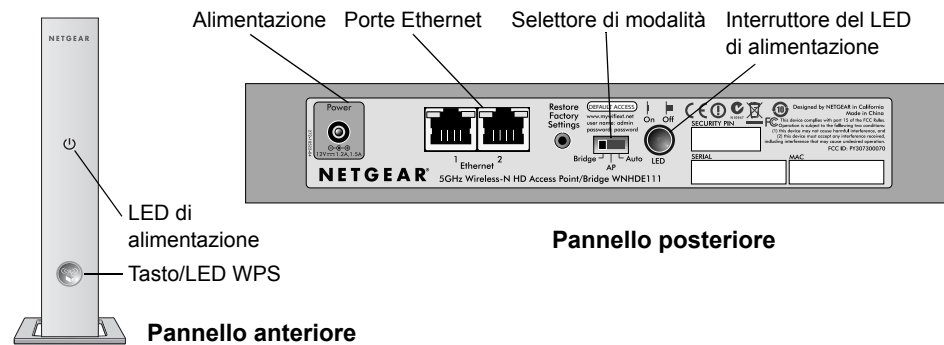 Alimentazione Porte Ethernet Selettore di modalità Interruttore del LED di alimentazione
NETGEAR
LED di alimentazione
Tasto/LED WPS
Pannello anteriore
Power
12V 1.2A,1.5A
1 2
Ethernet
Restore Factory Settings
DEFAULT ACCESS
www.mywifiext.net
user name: admin
password: password
Bridge AP Auto
On Off
LED
NETGEAR®
5GHz Wireless-N HD Access Point/Bridge WNHDE111
SECURITY PIN
SERIAL
MAC
CE
10
FC
Designed by NETGEAR in California
Made in China
This device complies with part 15 of the FCC Rules.
Operation is subject to the following two conditions:
(1) this device may not cause harmful interference, and
(2) this device must accept any interference received,
including interference that may cause undesired operation.
FCC ID: PY307300070
Pannello posteriore